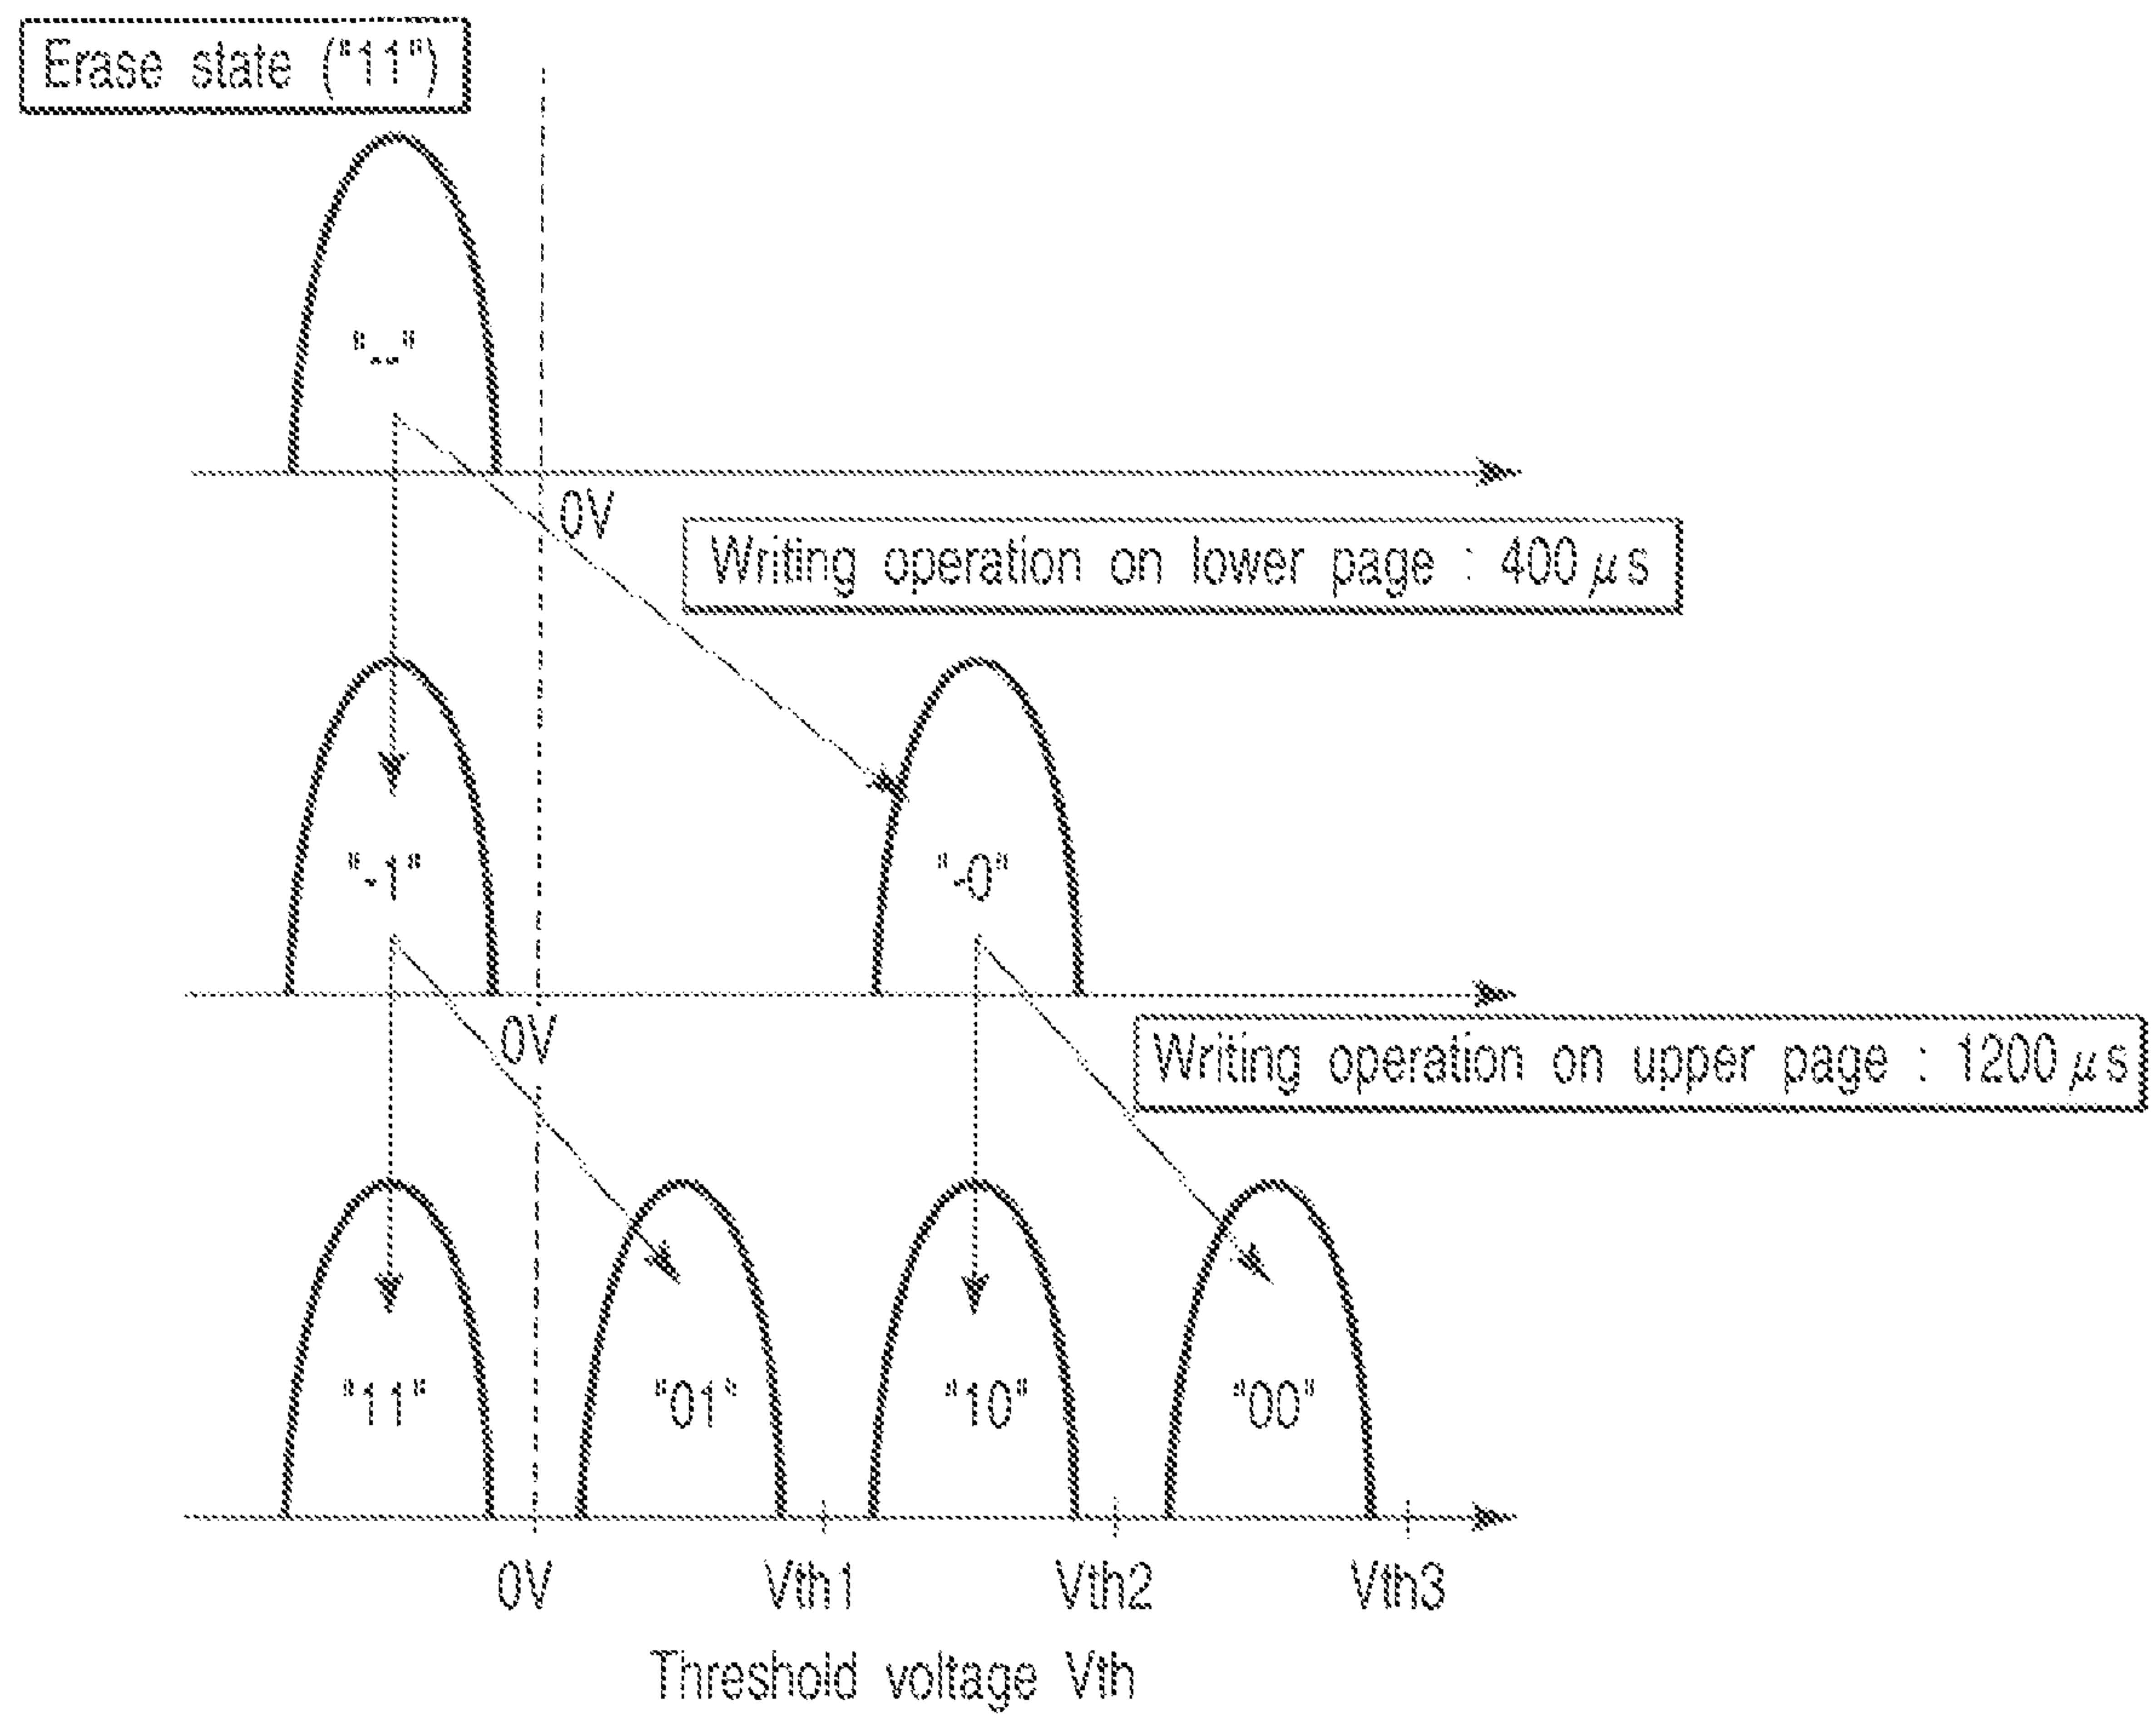 Erase state ("11")
"--"
0V
Writing operation on lower page : 400μs
"-1"
"-0"
0V
Writing operation on upper page : 1200μs
"11"
"01"
"10"
"00"
0V
Vth1
Vth2
Vth3
Threshold voltage Vth